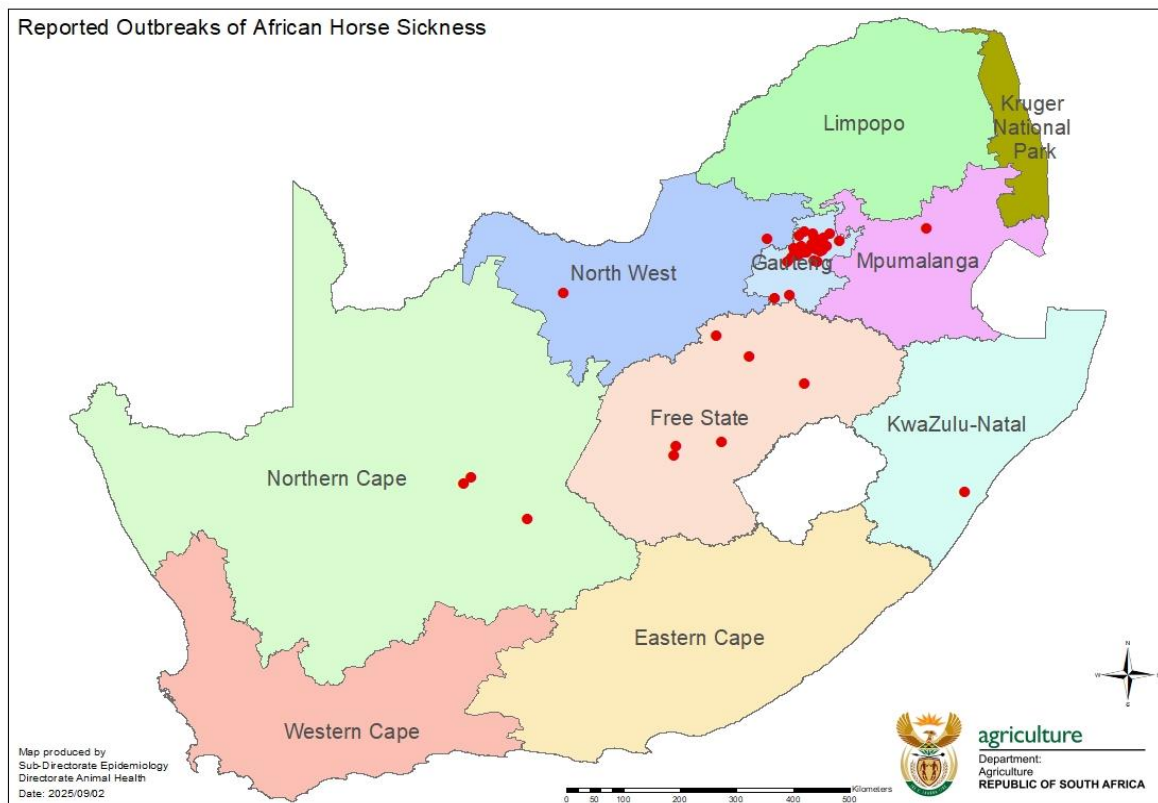 Reported Outbreaks of African Horse Sickness
Limpopo
Kruger
National
Park
North West
Gauteng
Mpumalanga
Free State
KwaZulu-Natal
Northern Cape
Eastern Cape
Western Cape
N
W
S
Map produced by
Sub-Directorate Epidemiology
Directorate Animal Health
Date: 2025/09/02
Kilometers
0 50 100 200 300 400 500
agriculture
Department:
Agriculture
REPUBLIC OF SOUTH AFRICA